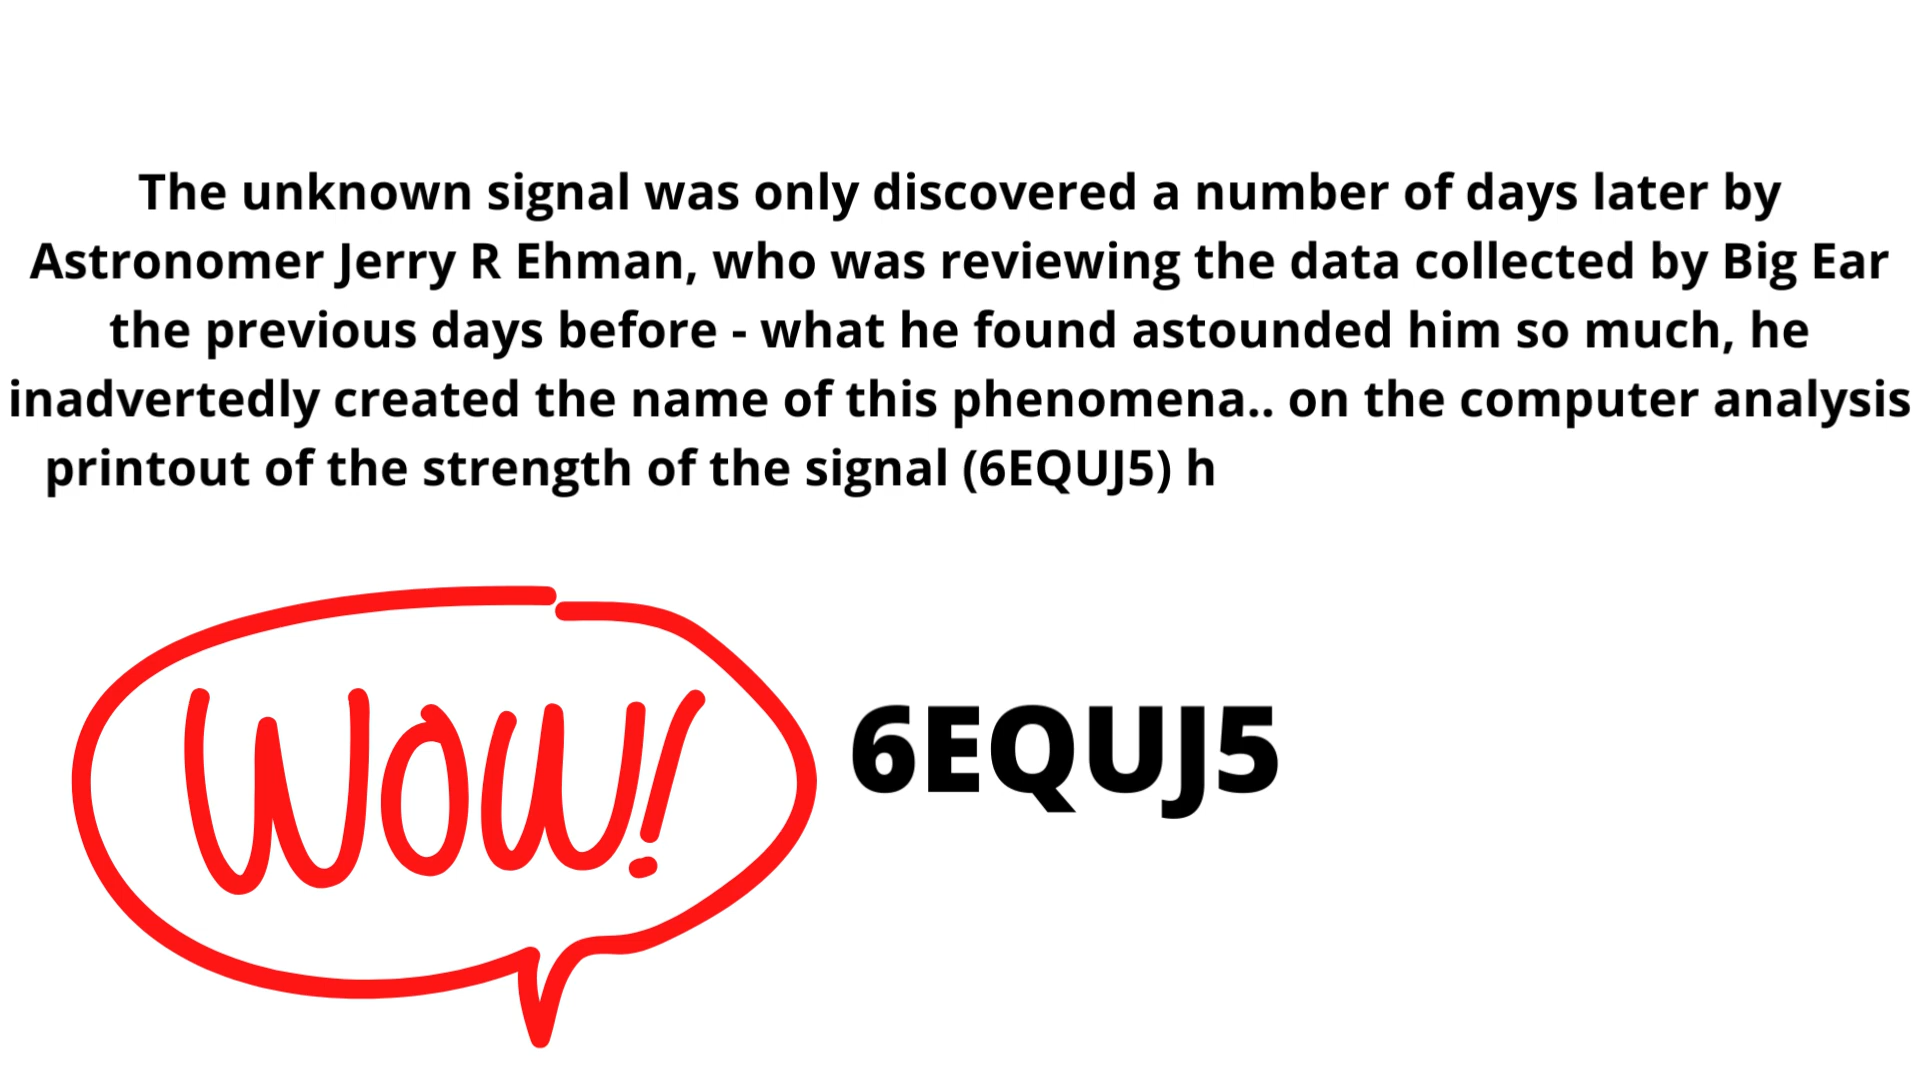 The unknown signal was only discovered a number of days later by
Astronomer Jerry R Ehman, who was reviewing the data collected by Big Ear
the previous days before - what he found astounded him so much, he
inadvertedly created the name of this phenomena.. on the computer analysis
printout of the strength of the signal (6EQUJ5) h
WOW!
6EQUJ5